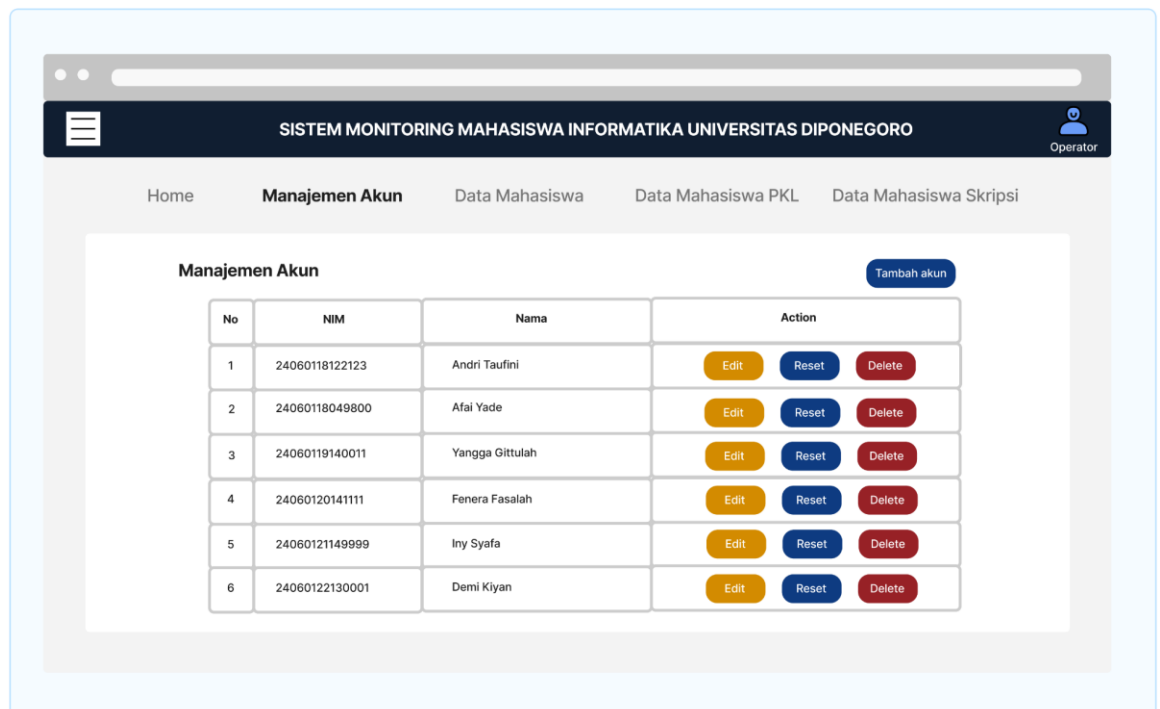 SISTEM MONITORING MAHASISWA INFORMATIKA UNIVERSITAS DIPONEGORO
Operator
Home Manajemen Akun Data Mahasiswa Data Mahasiswa PKL Data Mahasiswa Skripsi
Manajemen Akun Tambah akun
No NIM Nama Action
1 24060118122123 Andri Taufini Edit Reset Delete
2 24060118049800 Afai Yade Edit Reset Delete
3 24060119140011 Yangga Gittulah Edit Reset Delete
4 24060120141111 Fenera Fasalah Edit Reset Delete
5 24060121149999 Iny Syafa Edit Reset Delete
6 24060122130001 Demi Kiyan Edit Reset Delete